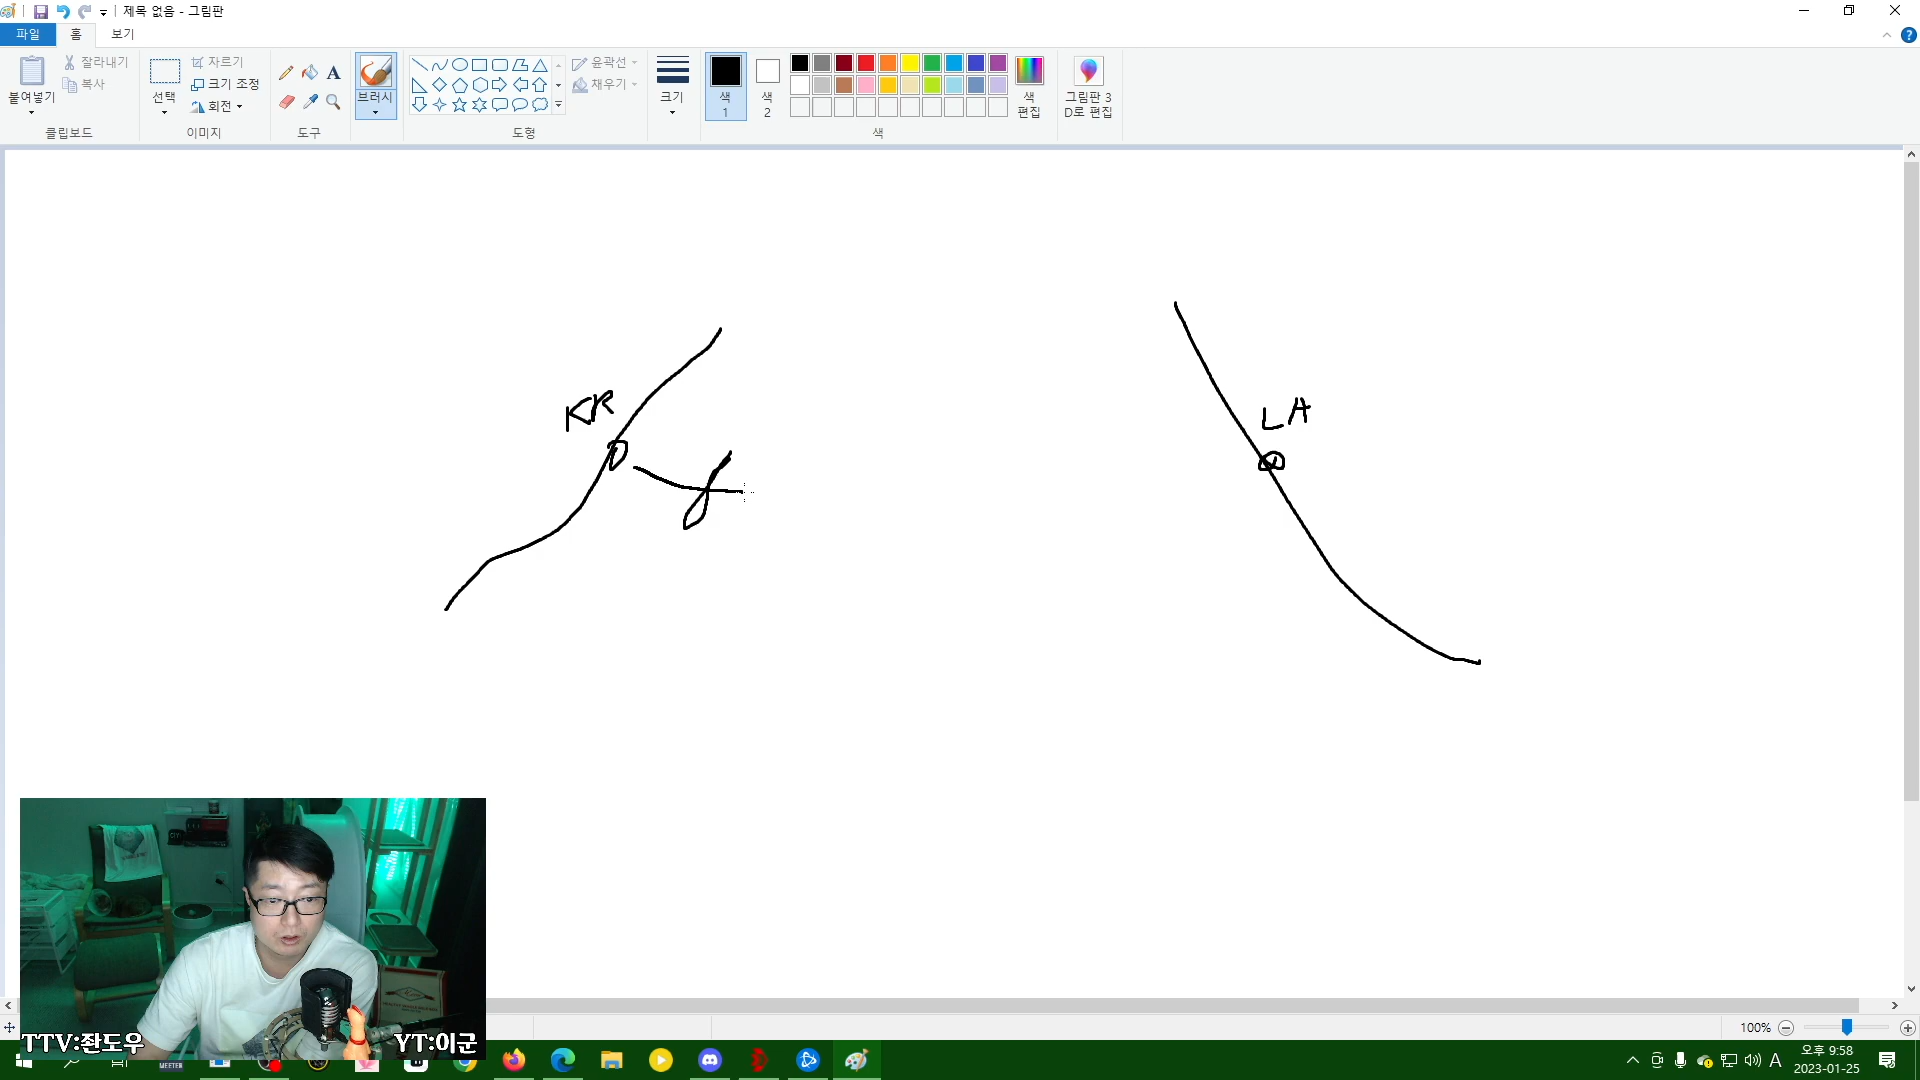 제목 없음 - 그림판
파일 홈 보기
붙여넣기
잘라내기
복사
클립보드
선택
자르기
크기 조정
회전
이미지
A
도구
브러시
도형
윤곽선
채우기
크기
색 1
색 2
색
색 편집
그림판 3D로 편집
KR
LA
TTV:좐도우 YT:이군
100%
MEETER
A
오후 9:58
2023-01-25